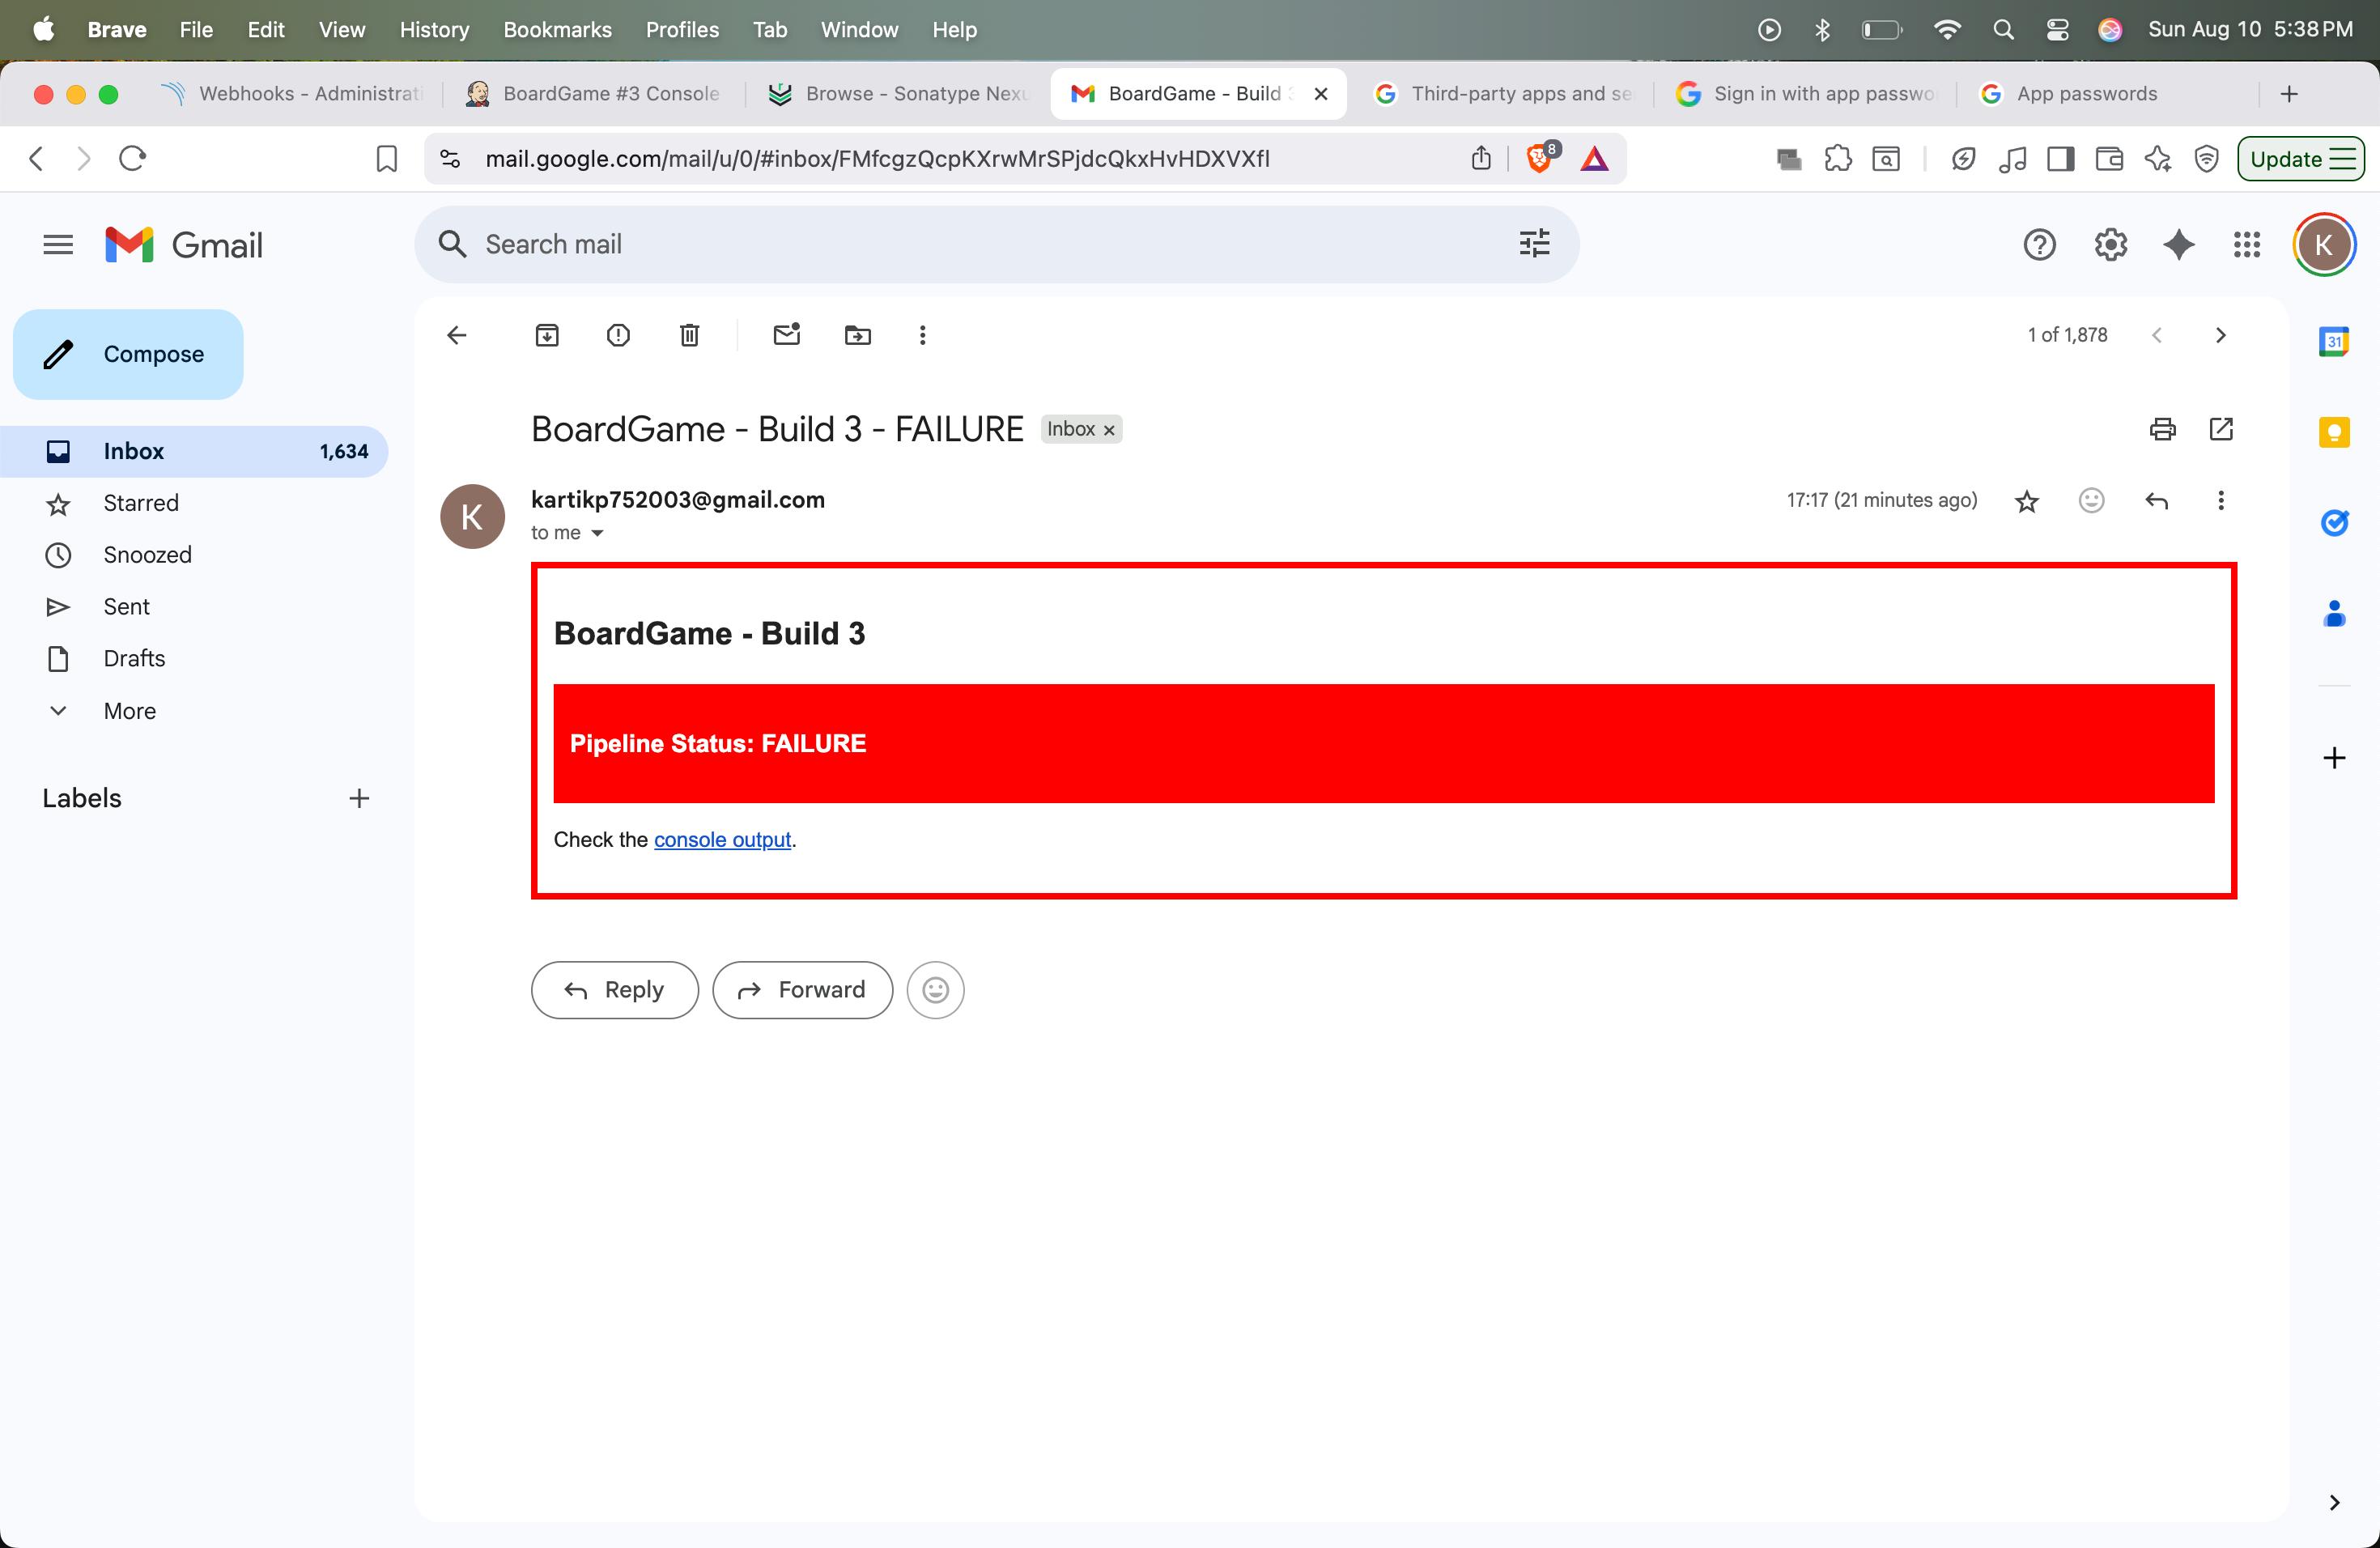 Brave File Edit View History Bookmarks Profiles Tab Window Help Sun Aug 10 5:38 PM
Webhooks - Administrati BoardGame #3 Console Browse - Sonatype Nexu BoardGame - Build 3 Third-party apps and se Sign in with app passwo App passwords
mail.google.com/mail/u/0/#inbox/FMfcgzQcpKXrwMrSPjdcQkxHvHDXVXfl 8 Update
Gmail Search mail K
Compose 1 of 1,878 31
Inbox 1,634
Starred
Snoozed
Sent
Drafts
More
Labels
BoardGame - Build 3 - FAILURE Inbox
K kartikp752003@gmail.com 17:17 (21 minutes ago)
to me
BoardGame - Build 3
Pipeline Status: FAILURE
Check the console output.
Reply Forward